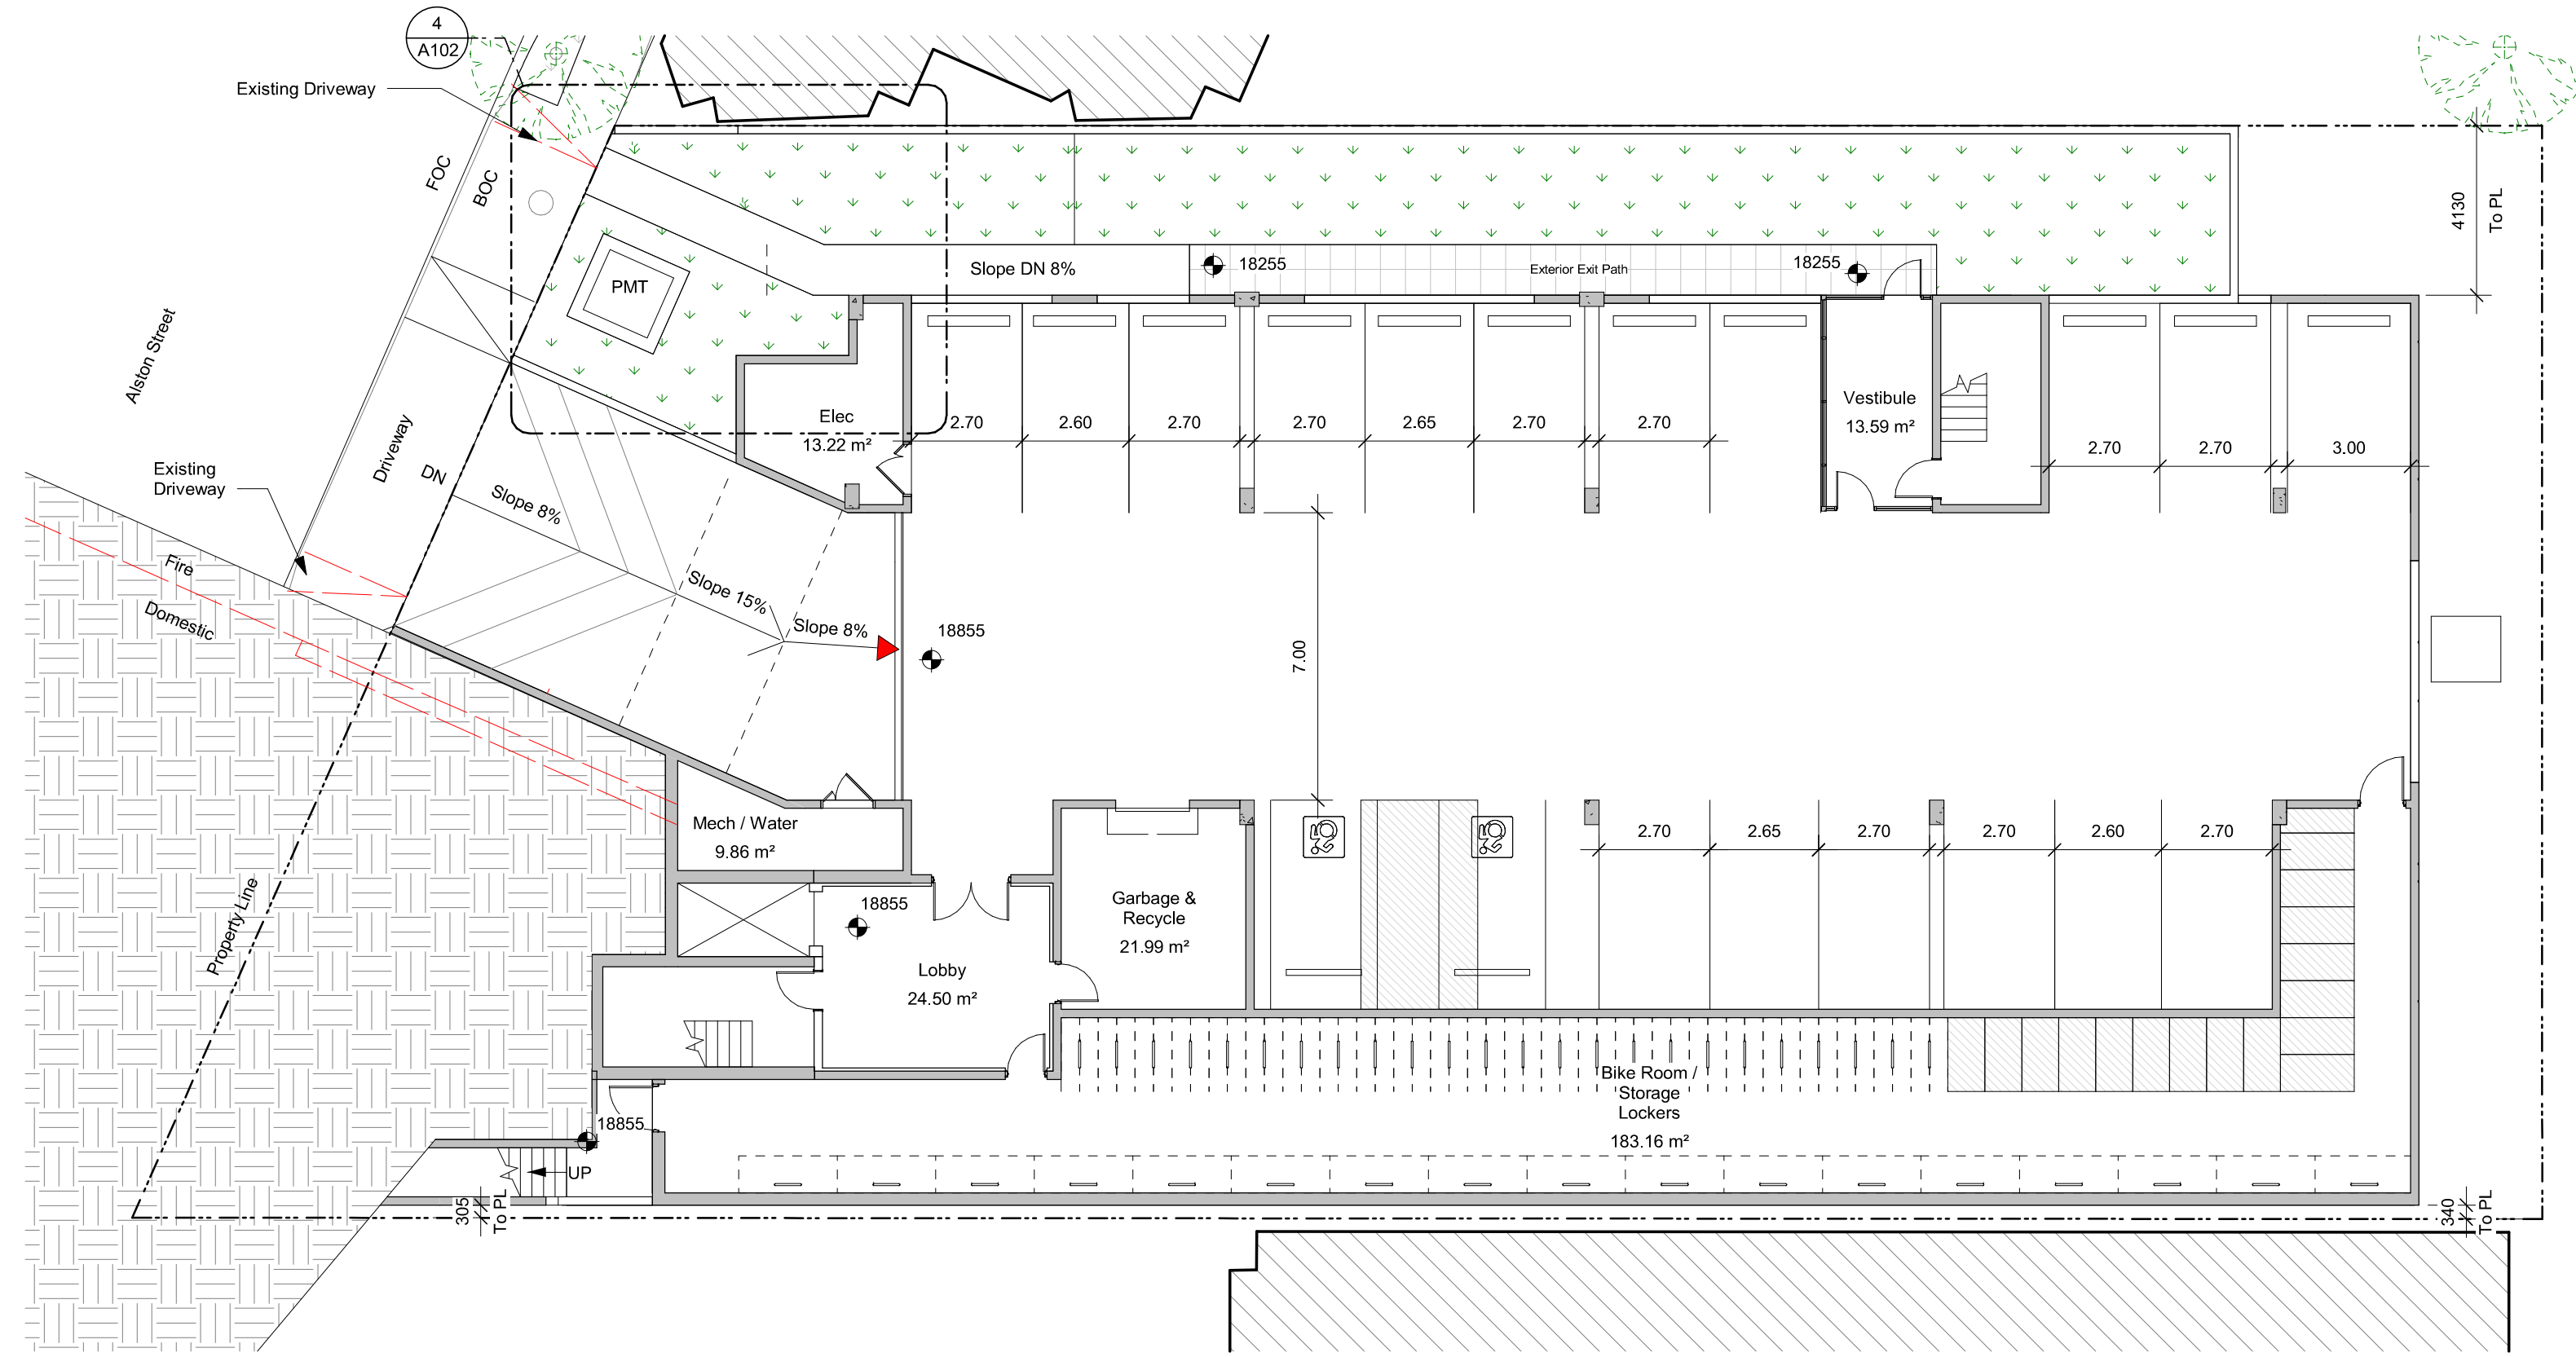 4
A102
Existing Driveway
FOC
BOC
4130
To PL
Slope DN 8%
18255
Exterior Exit Path
18255
PMT
Alston Street
Elec
13.22 m²
2.70
2.60
2.70
2.70
2.65
2.70
2.70
Vestibule
13.59 m²
2.70
2.70
3.00
Existing
Driveway
Driveway
DN
Slope 8%
Fire
Domestic
Slope 15%
Slope 8%
18855
7.00
Mech / Water
9.86 m²
2.70
2.65
2.70
2.70
2.60
2.70
Property Line
18855
Garbage &
Recycle
21.99 m²
Lobby
24.50 m²
Bike Room /
Storage
Lockers
183.16 m²
18855
UP
305
To PL
340
To PL